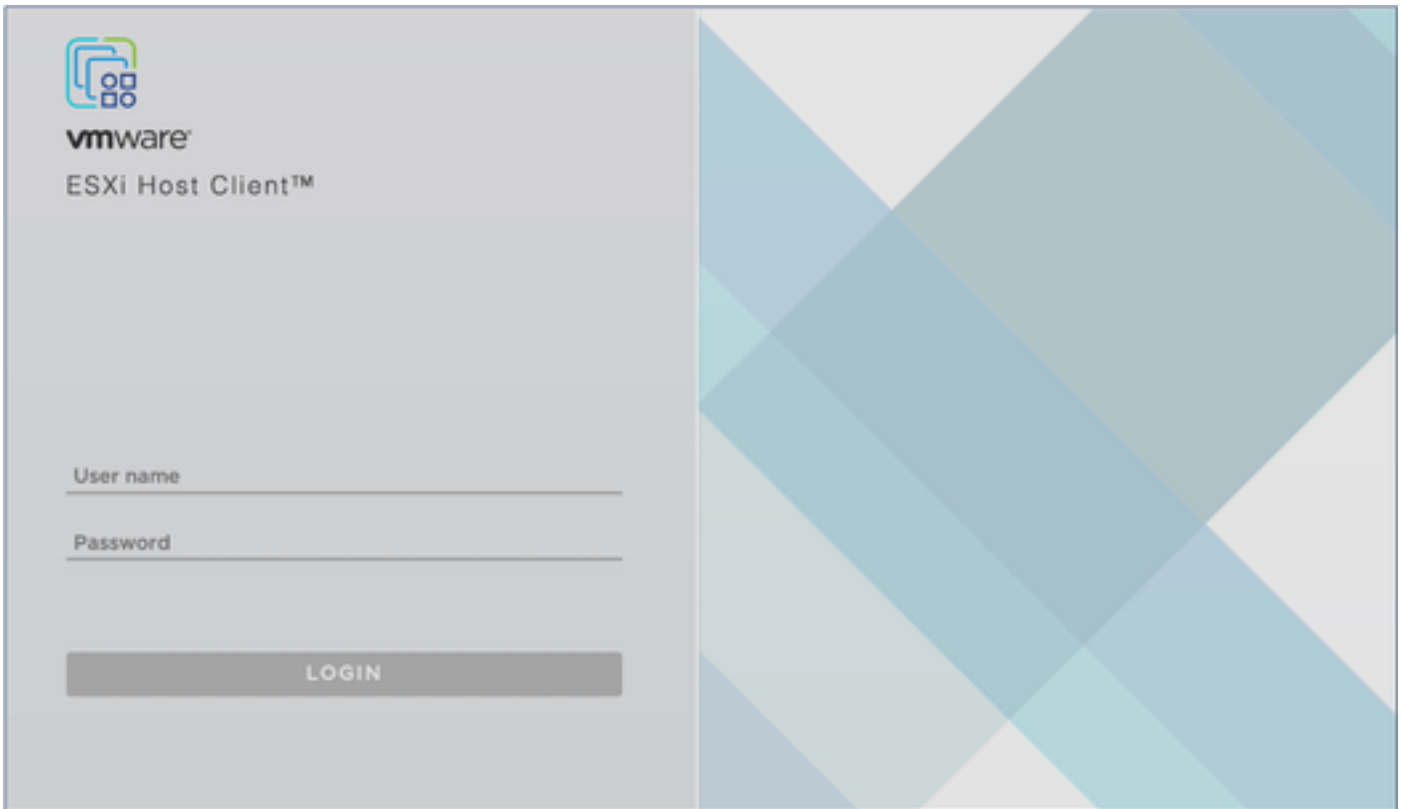 vmware®
ESXi Host Client™
User name
Password
LOGIN